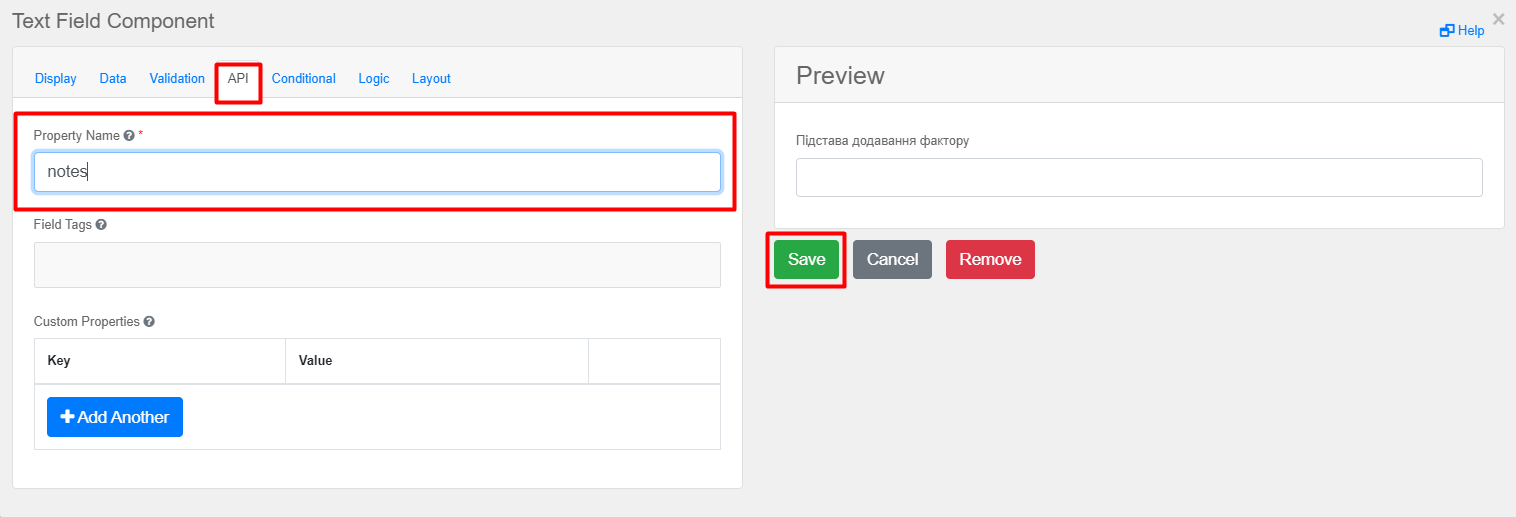 Text Field Component
×
Help
Display Data Validation API Conditional Logic Layout
Property Name *
notes
Field Tags
Custom Properties
Key Value
Add Another
Preview
Підстава додавання фактору
Save Cancel Remove